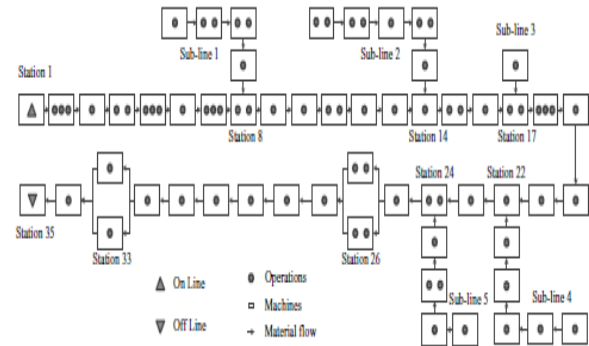 Sub-line 1
Sub-line 2
Sub-line 3
Station 1
Station 8
Station 14
Station 17
Station 24
Station 22
Station 35
Station 33
Station 26
Sub-line 5
Sub-line 4
On Line
Operations
Machines
Off Line
Material flow